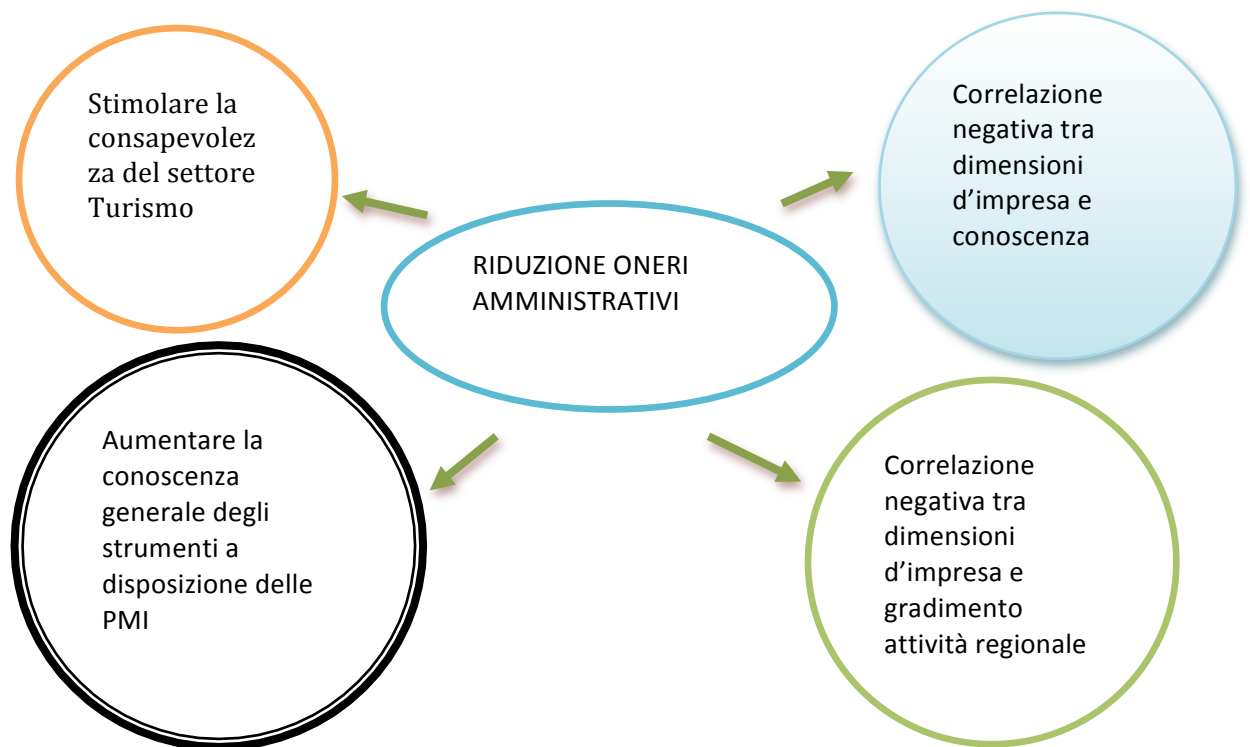 Stimolare la
consapevolez
za del settore
Turismo
Correlazione
negativa tra
dimensioni
d’impresa e
conoscenza
RIDUZIONE ONERI
AMMINISTRATIVI
Aumentare la
conoscenza
generale degli
strumenti a
disposizione delle
PMI
Correlazione
negativa tra
dimensioni
d’impresa e
gradimento
attività regionale